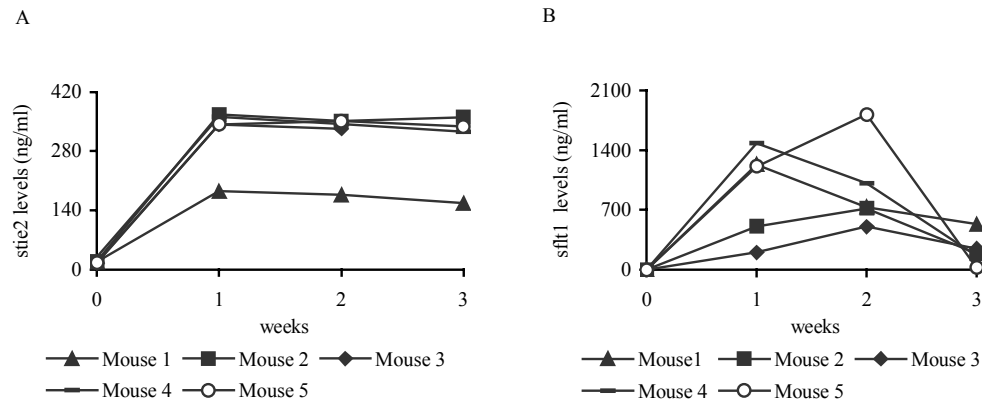 A
420
280
140
0
stie2 levels (ng/ml)
0 1 2 3
weeks
Mouse 1 Mouse 2 Mouse 3
Mouse 4 Mouse 5
B
2100
1400
700
0
sflt1 levels (ng/ml)
0 1 2 3
weeks
Mouse1 Mouse 2 Mouse 3
Mouse 4 Mouse 5